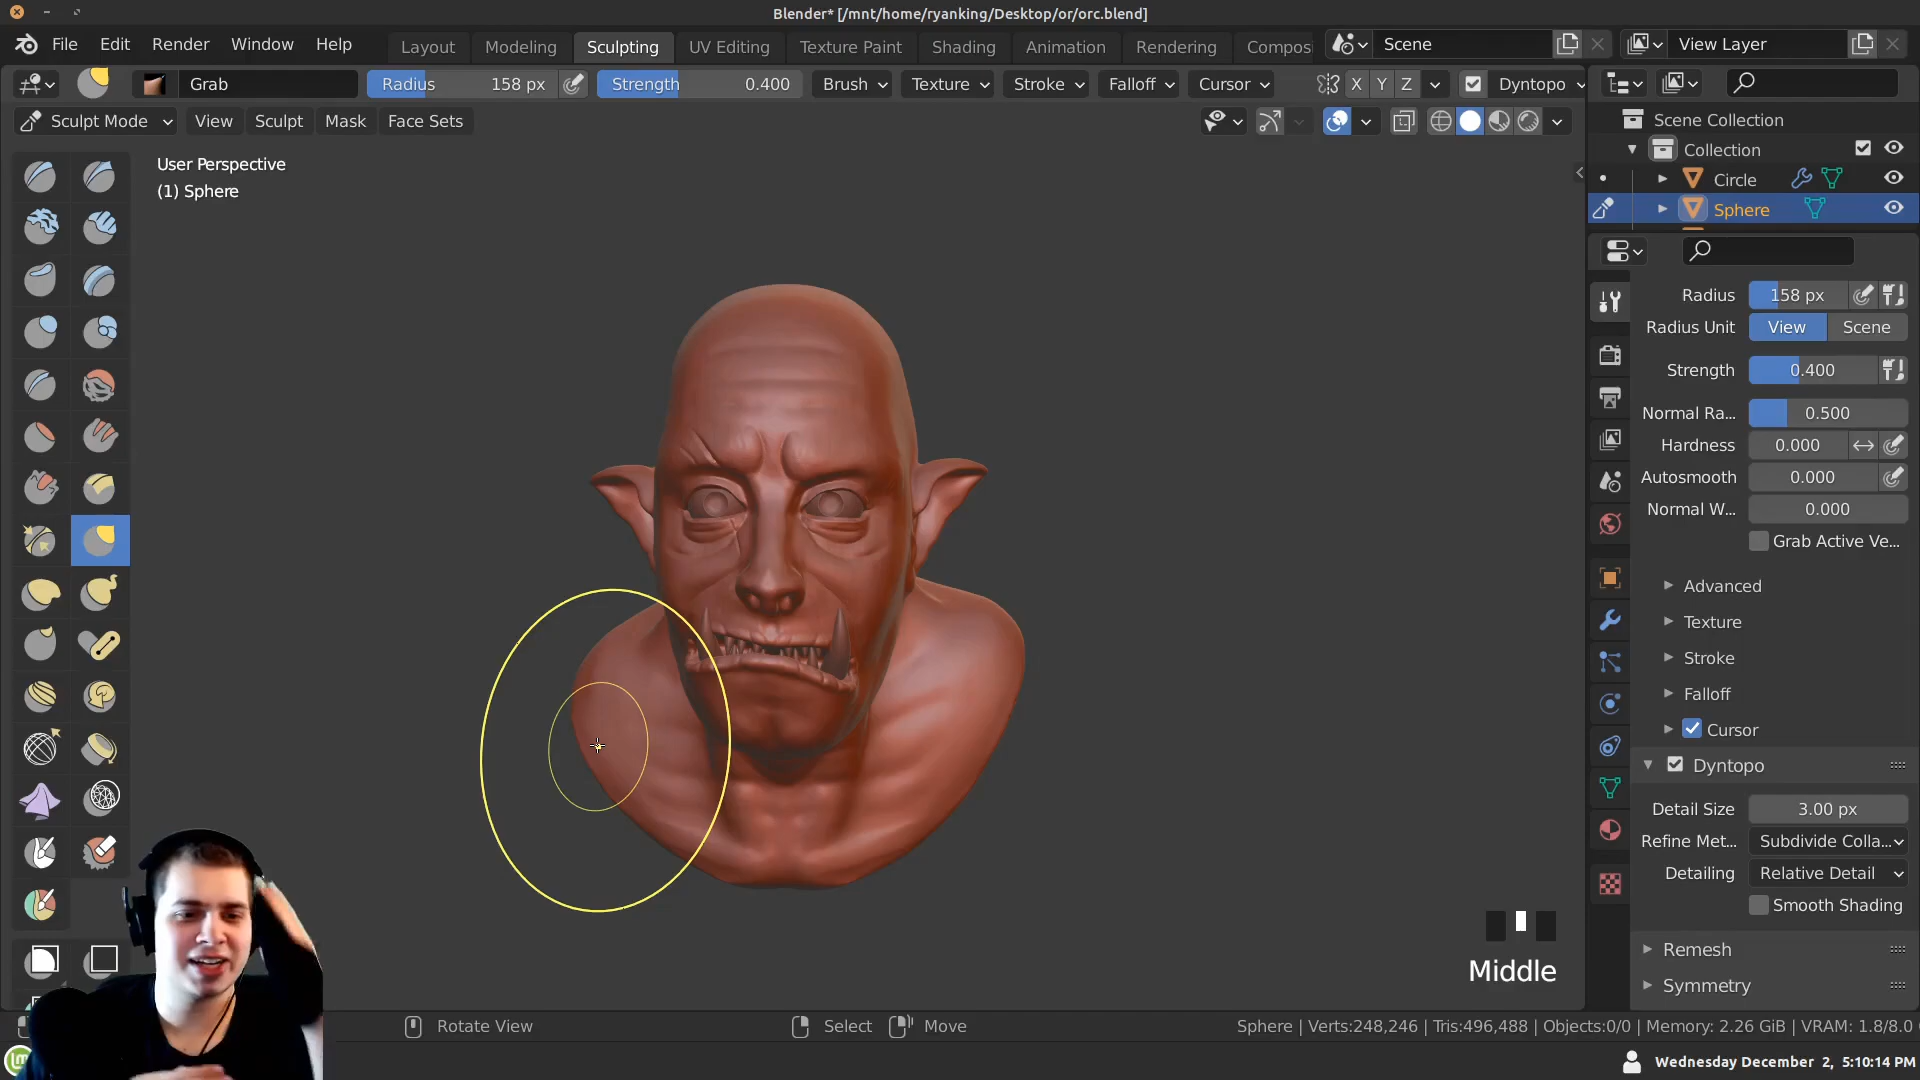 Blender* [/mnt/home/ryanking/Desktop/or/orc.blend]
File Edit Render Window Help Layout Modeling Sculpting UV Editing Texture Paint Shading Animation Rendering Compos Scene View Layer
Grab Radius 158 px Strength 0.400 Brush Texture Stroke Falloff Cursor X Y Z Dyntopo
Sculpt Mode View Sculpt Mask Face Sets
Scene Collection
Collection
Circle
Sphere
User Perspective
(1) Sphere
Radius 158 px
Radius Unit View Scene
Strength 0.400
Normal Ra... 0.500
Hardness 0.000
Autosmooth 0.000
Normal W... 0.000
Grab Active Ve...
Advanced
Texture
Stroke
Falloff
Cursor
Dyntopo
Detail Size 3.00 px
Refine Met... Subdivide Colla...
Detailing Relative Detail
Smooth Shading
Remesh
Symmetry
Middle
Rotate View Select Move Sphere | Verts:248,246 | Tris:496,488 | Objects:0/0 | Memory: 2.26 GiB | VRAM: 1.8/8.0
Wednesday December 2, 5:10:14 PM